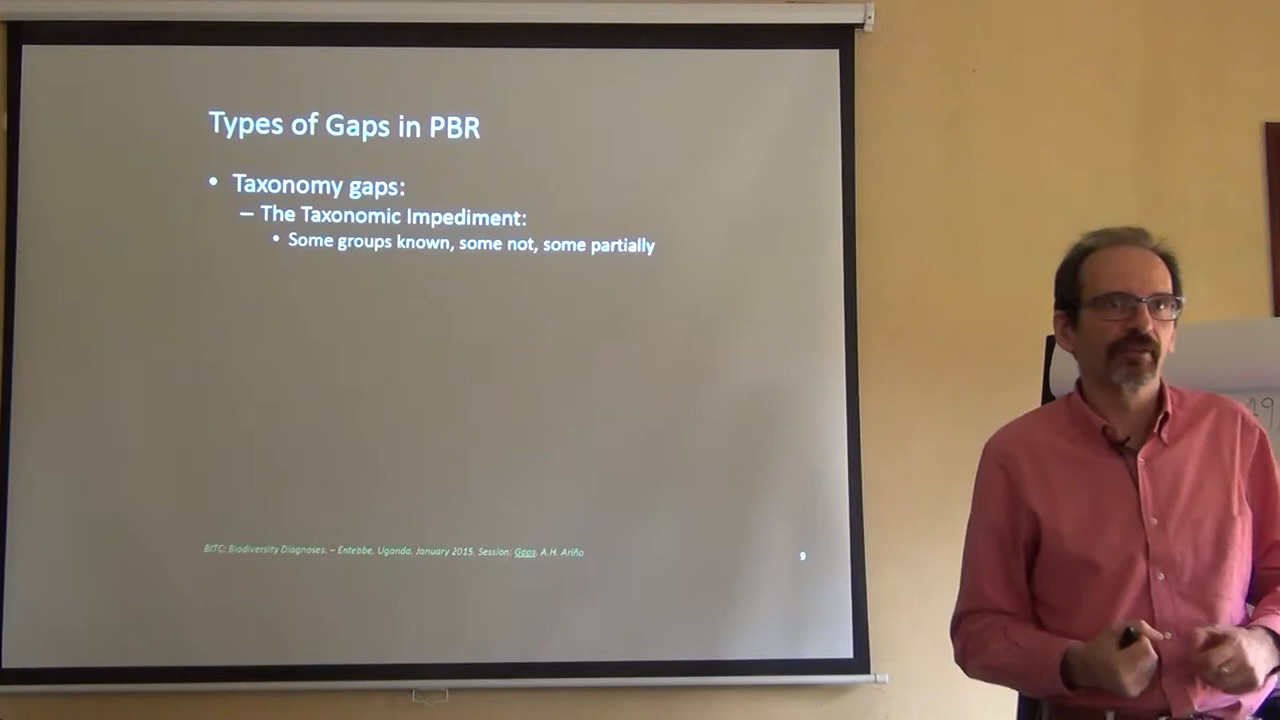 Types of Gaps in PBR
• Taxonomy gaps:
– The Taxonomic Impediment:
• Some groups known, some not, some partially
BITC: Biodiversity Diagnoses. – Entebbe, Uganda, January 2015. Session: Gaps. A.H. Ariño
9
19